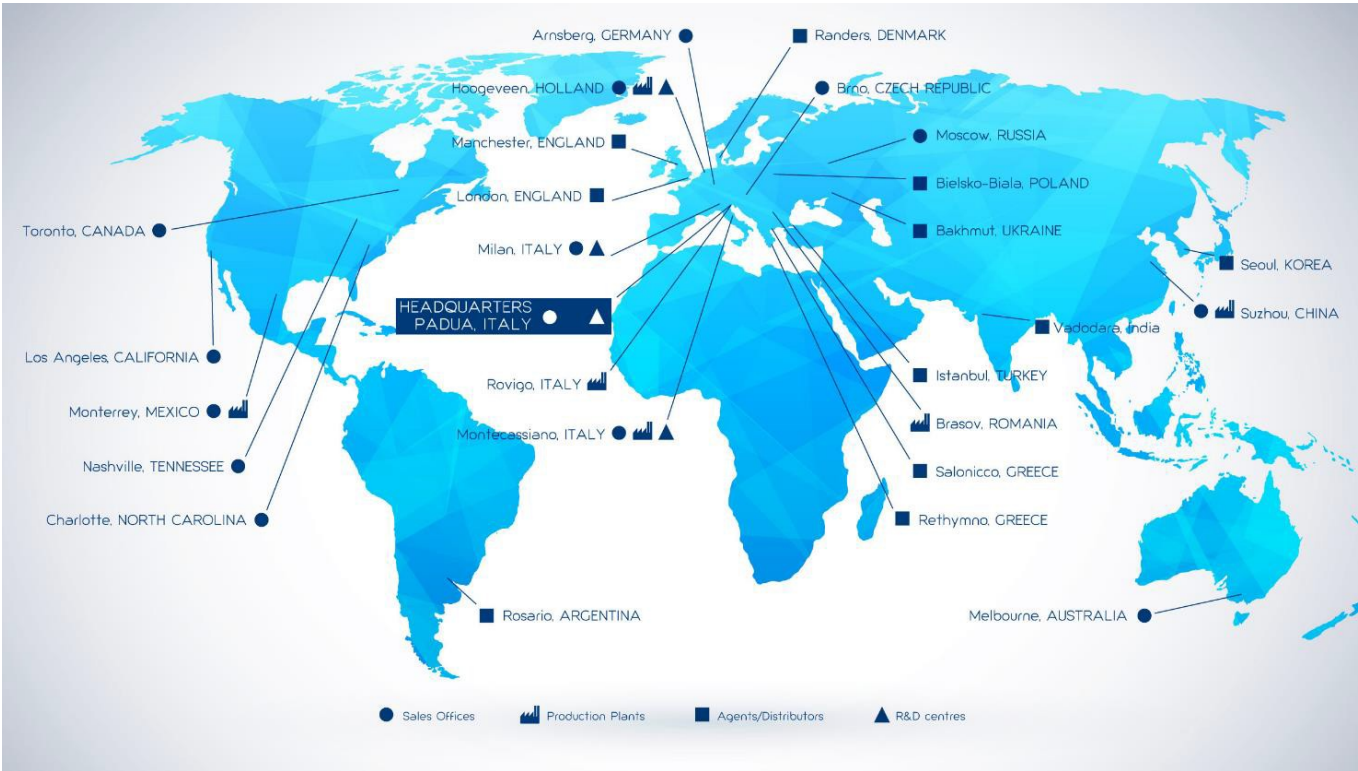 Arnsberg, GERMANY
Randers, DENMARK
Hoogeveen, HOLLAND
Brno, CZECH REPUBLIC
Manchester, ENGLAND
Moscow, RUSSIA
Bielsko-Biala, POLAND
London, ENGLAND
Toronto, CANADA
Bakhmut, UKRAINE
Milan, ITALY
Seoul, KOREA
HEADQUARTERS
PADUA, ITALY
Suzhou, CHINA
Vadodara, India
Los Angeles, CALIFORNIA
Istanbul, TURKEY
Rovigo, ITALY
Monterrey, MEXICO
Brasov, ROMANIA
Montecassiano, ITALY
Nashville, TENNESSEE
Salonicco, GREECE
Charlotte, NORTH CAROLINA
Rethymno, GREECE
Rosario, ARGENTINA
Melbourne, AUSTRALIA
Sales Offices
Production Plants
Agents/Distributors
R&D centres